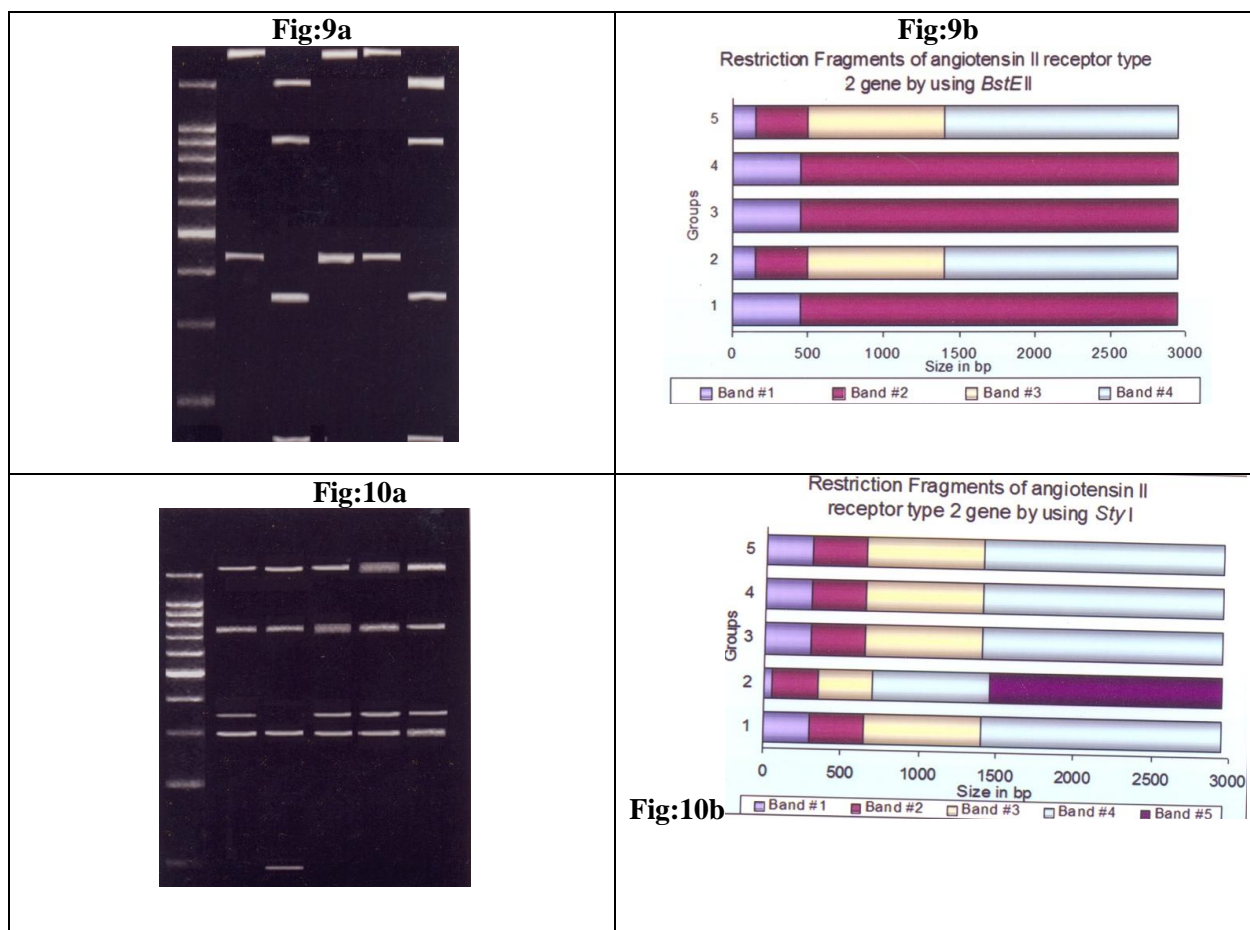 Fig:9a
Fig:9b
Restriction Fragments of angiotensin II receptor type
2 gene by using BstE II
Groups
5
4
3
2
1
0 500 1000 1500 2000 2500 3000
Size in bp
Band #1 Band #2 Band #3 Band #4
Fig:10a
Restriction Fragments of angiotensin II
receptor type 2 gene by using Sty I
Groups
5
4
3
2
1
0 500 1000 1500 2000 2500 3000
Size in bp
Fig:10b
Band #1 Band #2 Band #3 Band #4 Band #5